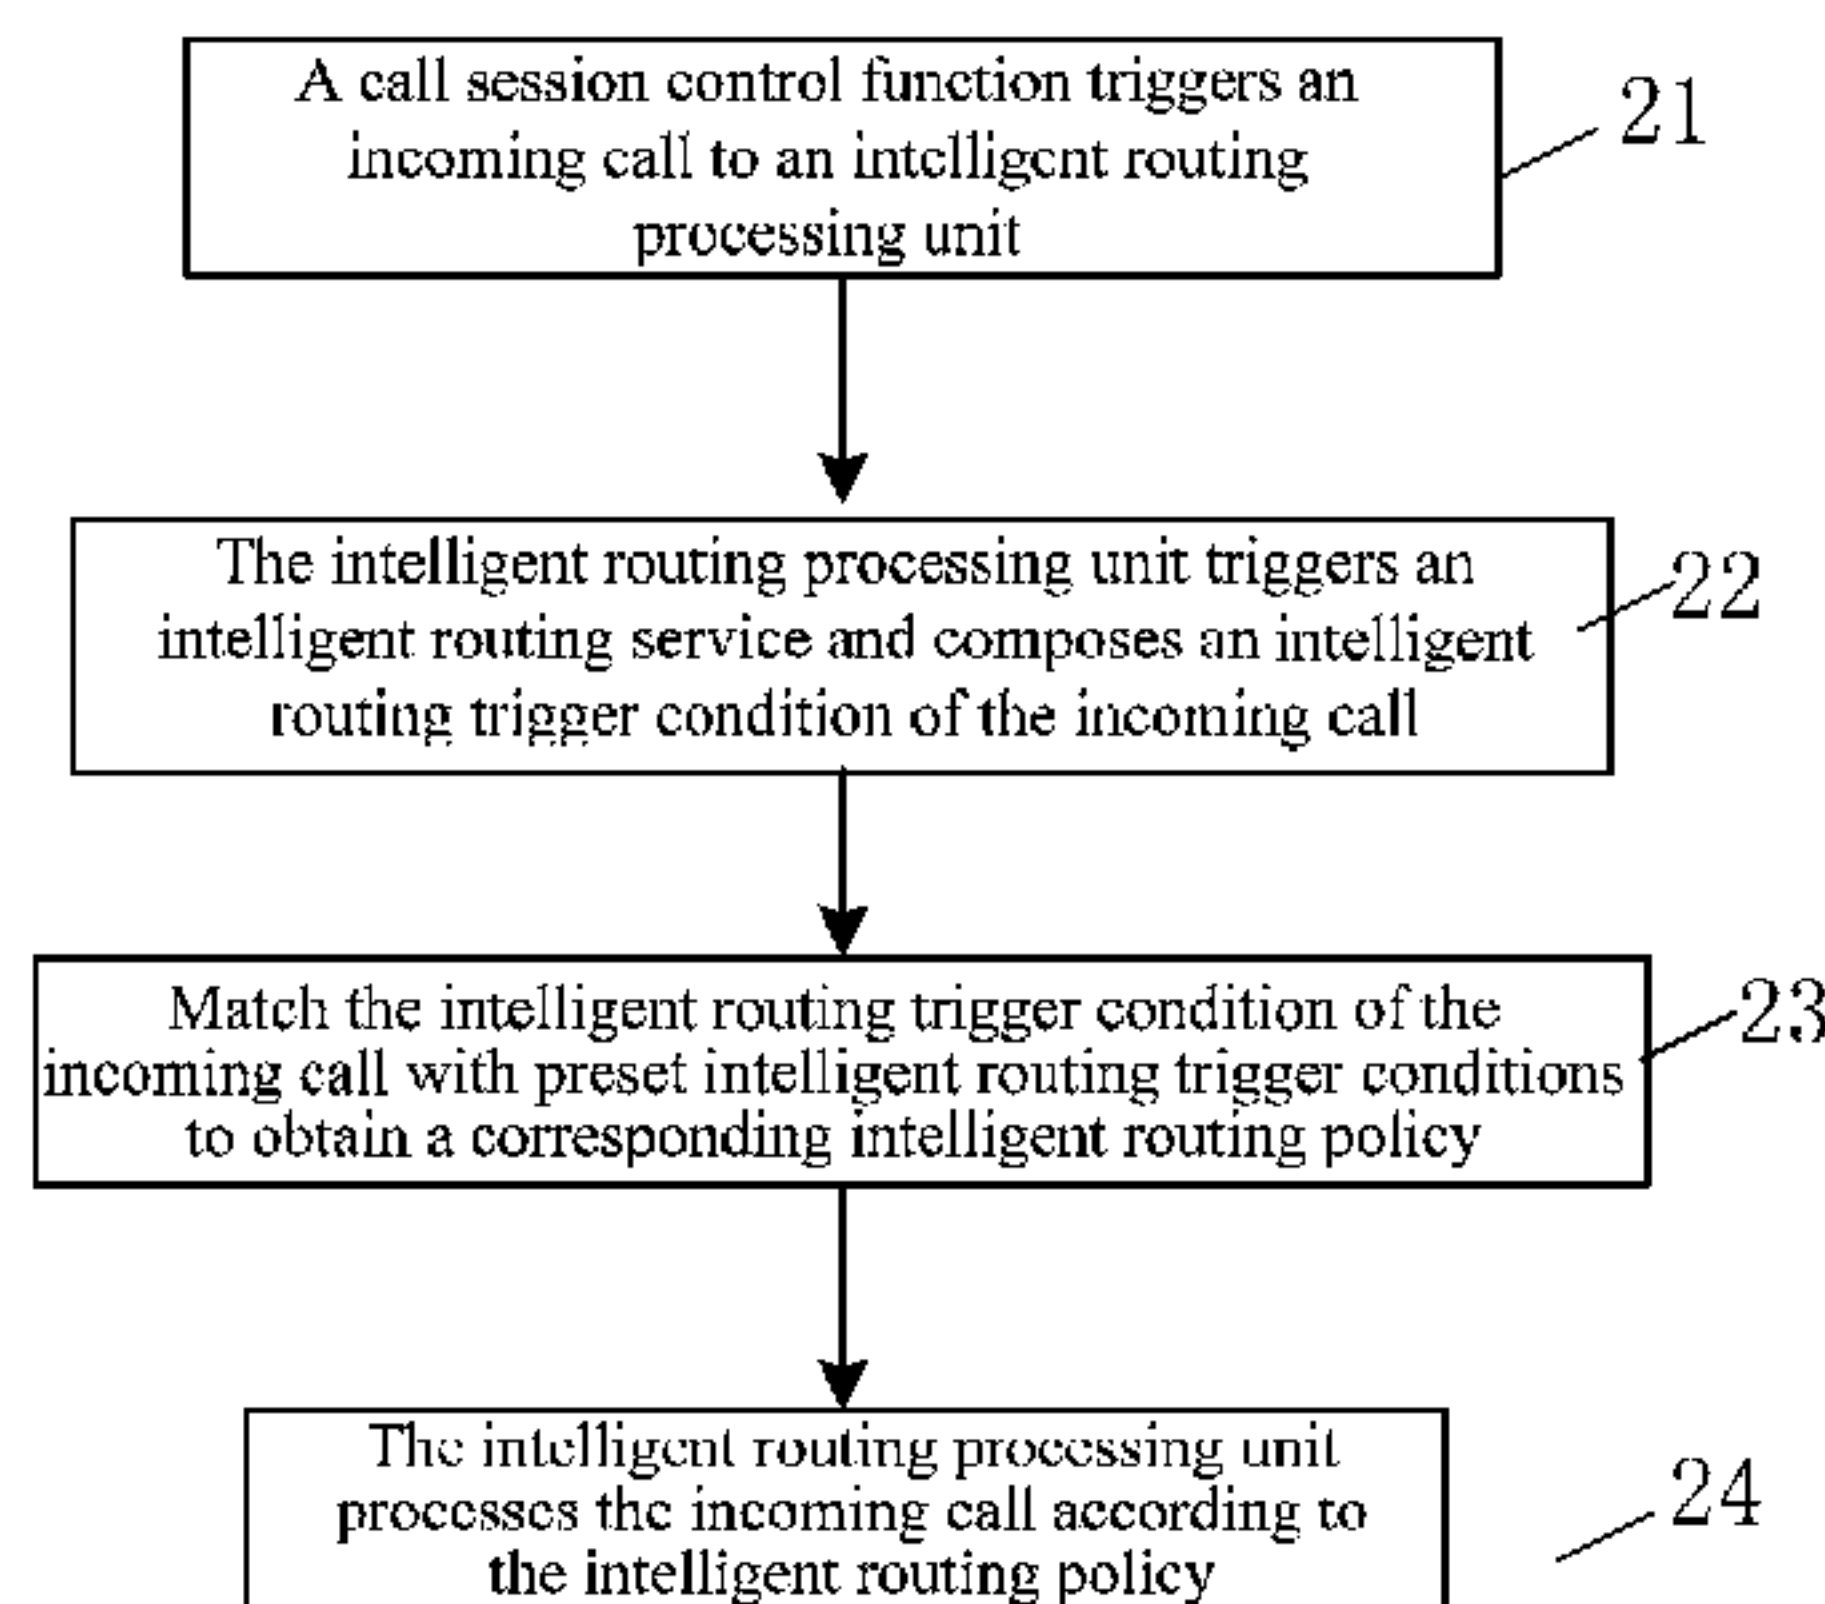 A call session control function triggers an
incoming call to an intelligent routing
processing unit
21
The intelligent routing processing unit triggers an
intelligent routing service and composes an intelligent
routing trigger condition of the incoming call
22
Match the intelligent routing trigger condition of the
incoming call with preset intelligent routing trigger conditions
to obtain a corresponding intelligent routing policy
23
The intelligent routing processing unit
processes the incoming call according to
the intelligent routing policy
24